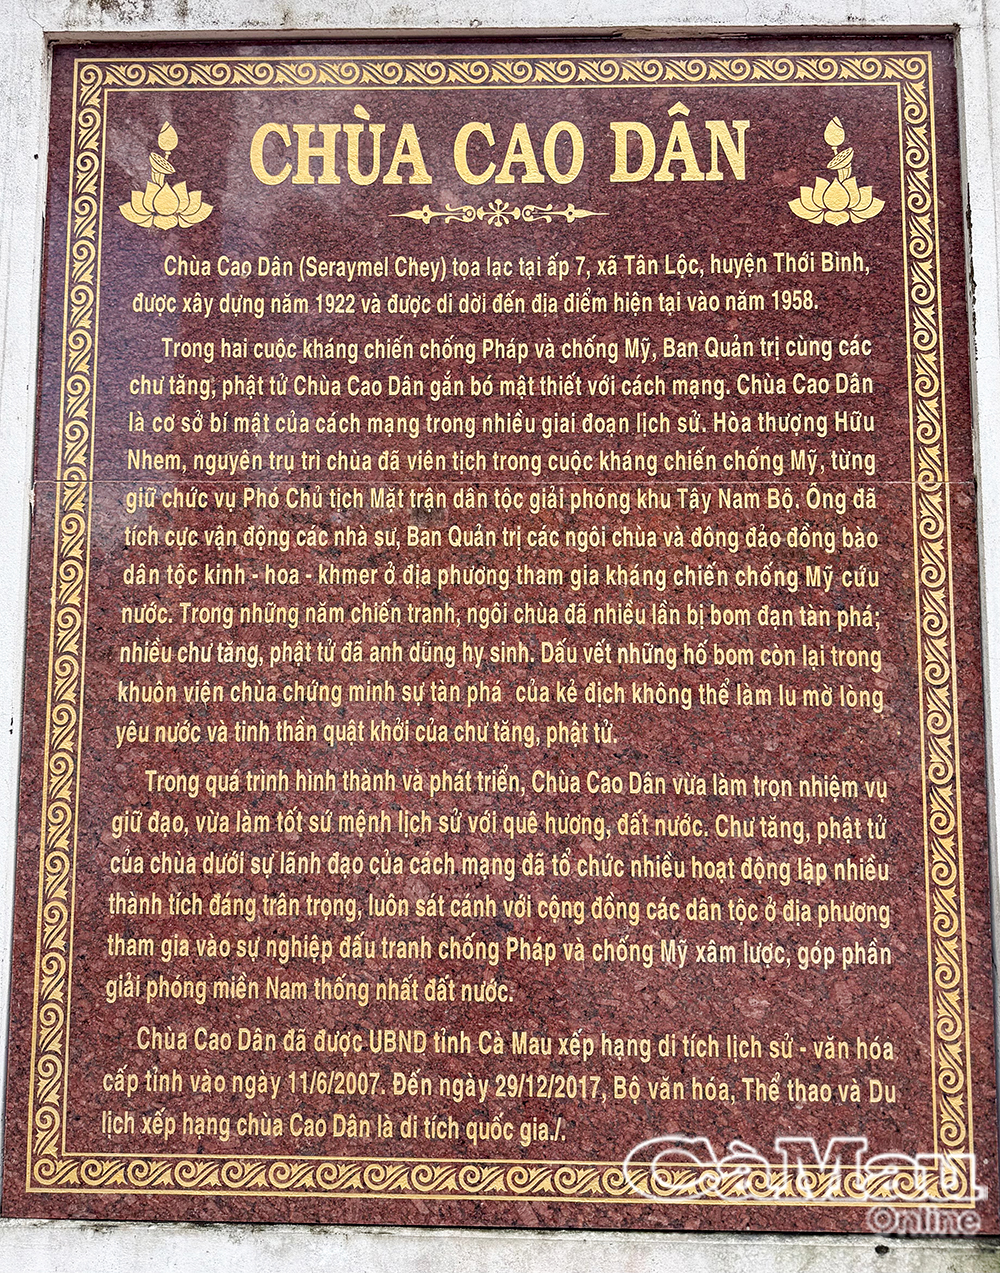 CHÙA CAO DÂN
Chùa Cao Dân (Seraymel Chey) tọa lạc tại ấp 7, xã Tân Lộc, huyện Thới Bình,
được xây dựng năm 1922 và được di dời đến địa điểm hiện tại vào năm 1958.
Trong hai cuộc kháng chiến chống Pháp và chống Mỹ, Ban Quản trị cùng các
chư tăng, phật tử Chùa Cao Dân gắn bó mật thiết với cách mạng. Chùa Cao Dân
là cơ sở bí mật của cách mạng trong nhiều giai đoạn lịch sử. Hòa thượng Hữu
Nhem, nguyên trụ trì chùa đã viên tịch trong cuộc kháng chiến chống Mỹ, từng
giữ chức vụ Phó Chủ tịch Mặt trận dân tộc giải phóng khu Tây Nam Bộ. Ông đã
tích cực vận động các nhà sư, Ban Quản trị các ngôi chùa và đông đảo đồng bào
dân tộc kinh - hoa - khmer ở địa phương tham gia kháng chiến chống Mỹ cứu
nước. Trong những năm chiến tranh, ngôi chùa đã nhiều lần bị bom đạn tàn phá;
nhiều chư tăng, phật tử đã anh dũng hy sinh. Dấu vết những hố bom còn lại trong
khuôn viên chùa chứng minh sự tàn phá của kẻ địch không thể làm lu mờ lòng
yêu nước và tinh thần quật khởi của chư tăng, phật tử.
Trong quá trình hình thành và phát triển, Chùa Cao Dân vừa làm trọn nhiệm vụ
giữ đạo, vừa làm tốt sứ mệnh lịch sử với quê hương, đất nước. Chư tăng, phật tử
của chùa dưới sự lãnh đạo của cách mạng đã tổ chức nhiều hoạt động lập nhiều
thành tích đáng trân trọng, luôn sát cánh với cộng đồng các dân tộc ở địa phương
tham gia vào sự nghiệp đấu tranh chống Pháp và chống Mỹ xâm lược, góp phần
giải phóng miền Nam thống nhất đất nước.
Chùa Cao Dân đã được UBND tỉnh Cà Mau xếp hạng di tích lịch sử - văn hóa
cấp tỉnh vào ngày 11/6/2007. Đến ngày 29/12/2017, Bộ văn hóa, Thể thao và Du
lịch xếp hạng chùa Cao Dân là di tích quốc gia./.
Cà Mau
Online